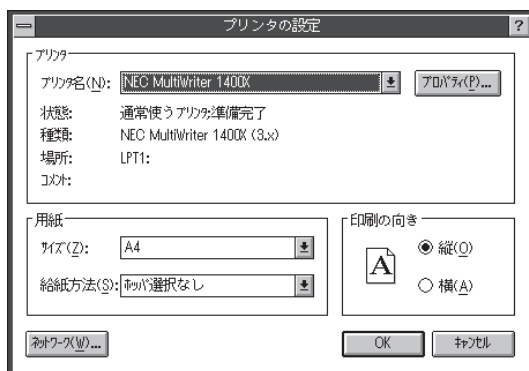 プリンタの設定
?
プリンタ
プリンタ名(N): NEC MultiWriter 1400X プロパティ(P)...
状態: 通常使うプリンタ;準備完了
種類: NEC MultiWriter 1400X (3.x)
場所: LPT1:
コメント:
用紙
サイズ(Z): A4
給紙方法(S): ホッパ選択なし
印刷の向き
A
縦(O)
横(A)
ネットワーク(W)... OK キャンセル